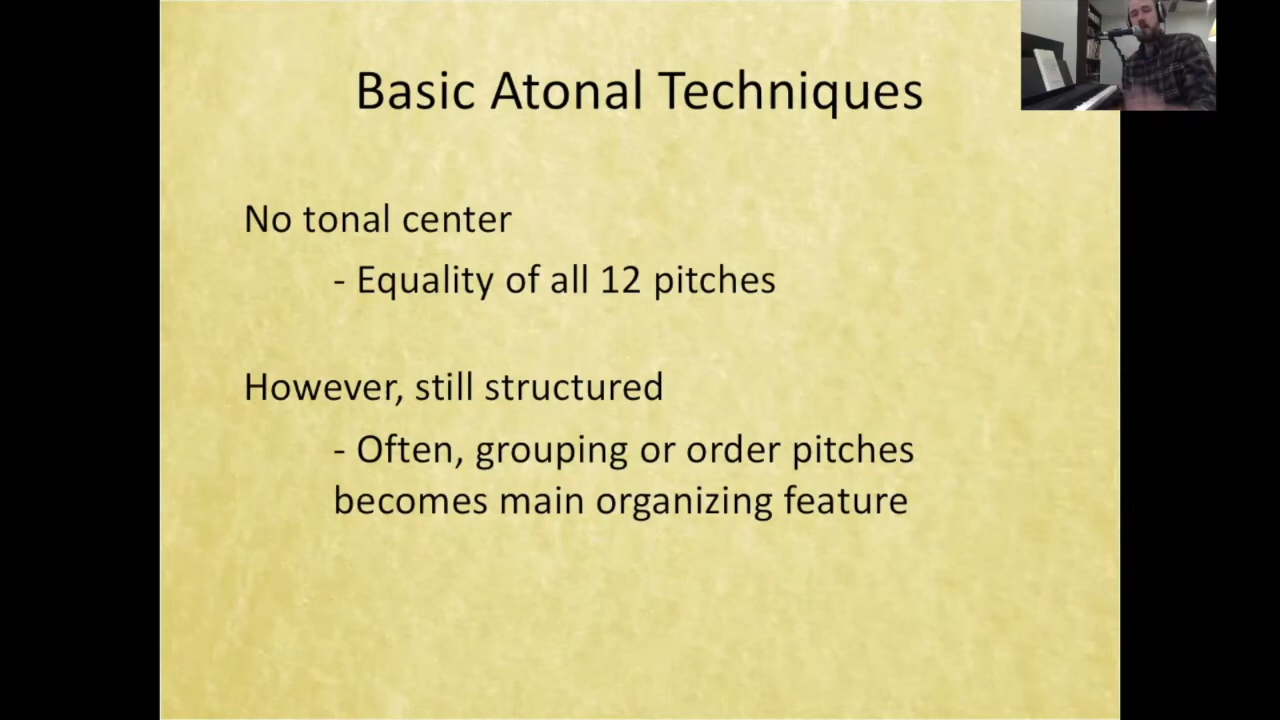 Basic Atonal Techniques
No tonal center
- Equality of all 12 pitches
However, still structured
- Often, grouping or order pitches
becomes main organizing feature